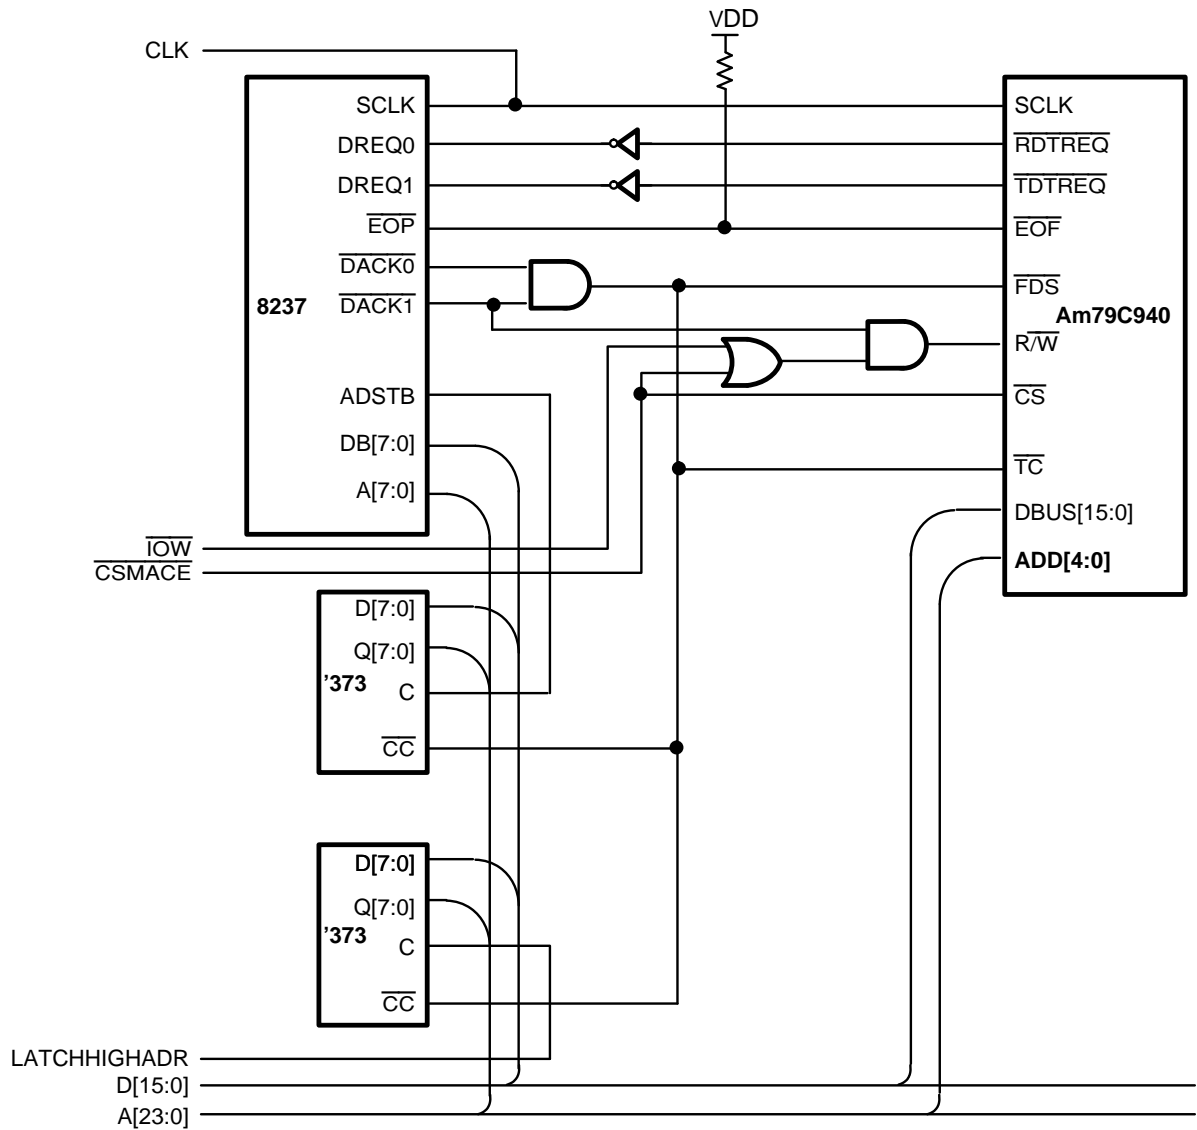 VDD
CLK
SCLK
DREQ0
DREQ1
EOP
DACK0
8237
DACK1
ADSTB
DB[7:0]
A[7:0]
SCLK
RDTREQ
TDTREQ
EOF
FDS
Am79C940
R/W
CS
TC
DBUS[15:0]
ADD[4:0]
IOW
CSMACE
D[7:0]
Q[7:0]
'373
C
CC
D[7:0]
Q[7:0]
'373
C
CC
LATCHHIGHADR
D[15:0]
A[23:0]